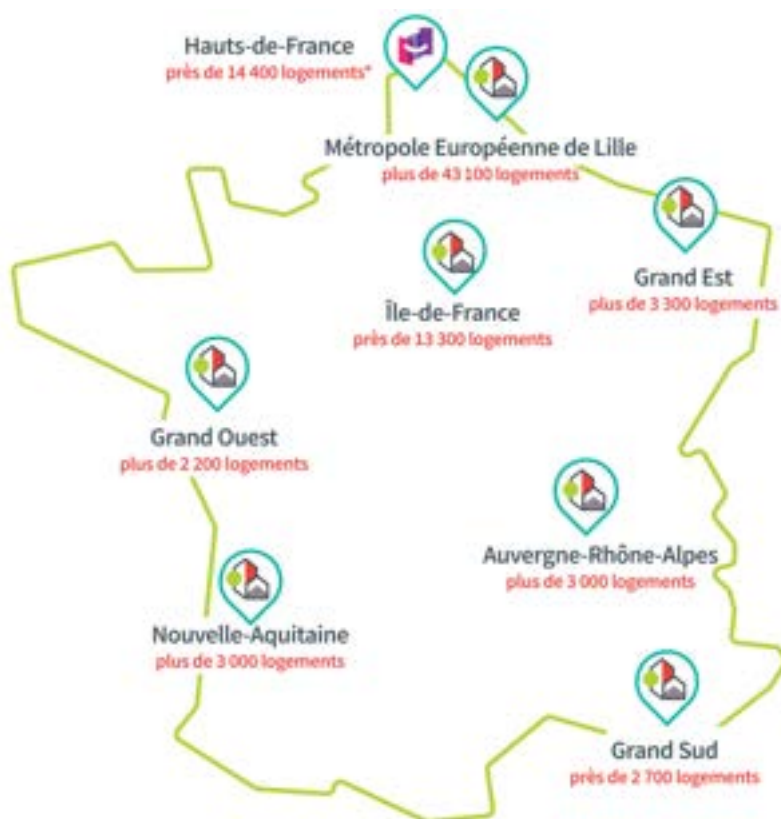 Hauts-de-France
près de 14 400 logements*
Métropole Européenne de Lille
plus de 43 100 logements
Grand Est
plus de 3 300 logements
Île-de-France
près de 13 300 logements
Grand Ouest
plus de 2 200 logements
Auvergne-Rhône-Alpes
plus de 3 000 logements
Nouvelle-Aquitaine
plus de 3 000 logements
Grand Sud
près de 2 700 logements